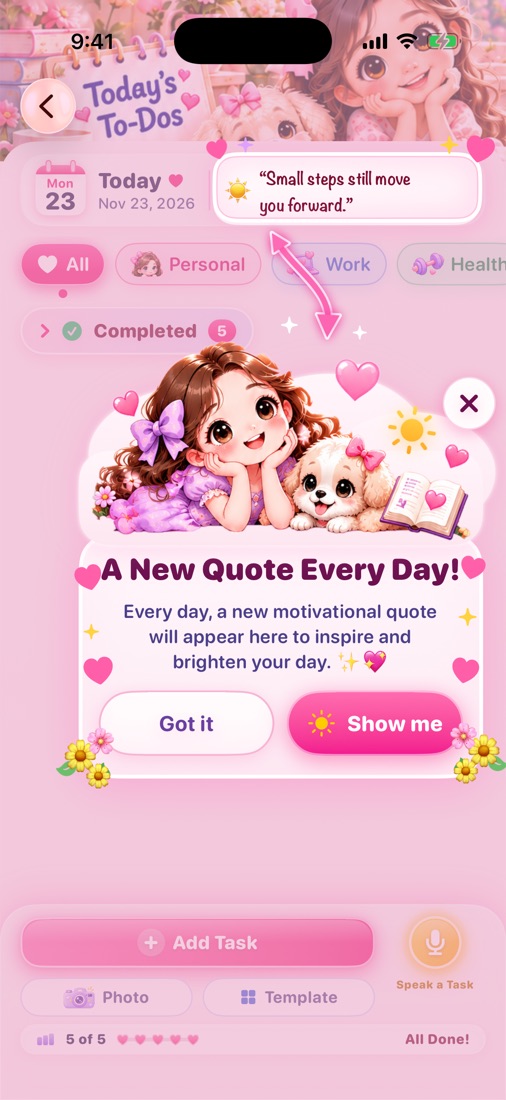 9:41
Today's
To-Dos
Mon
23
Today
Nov 23, 2026
“Small steps still move
you forward.”
All
Personal
Work
Health
Completed 5
A New Quote Every Day!
Every day, a new motivational quote
will appear here to inspire and
brighten your day. ✨💖
Got it
Show me
Add Task
Speak a Task
Photo
Template
5 of 5
All Done!